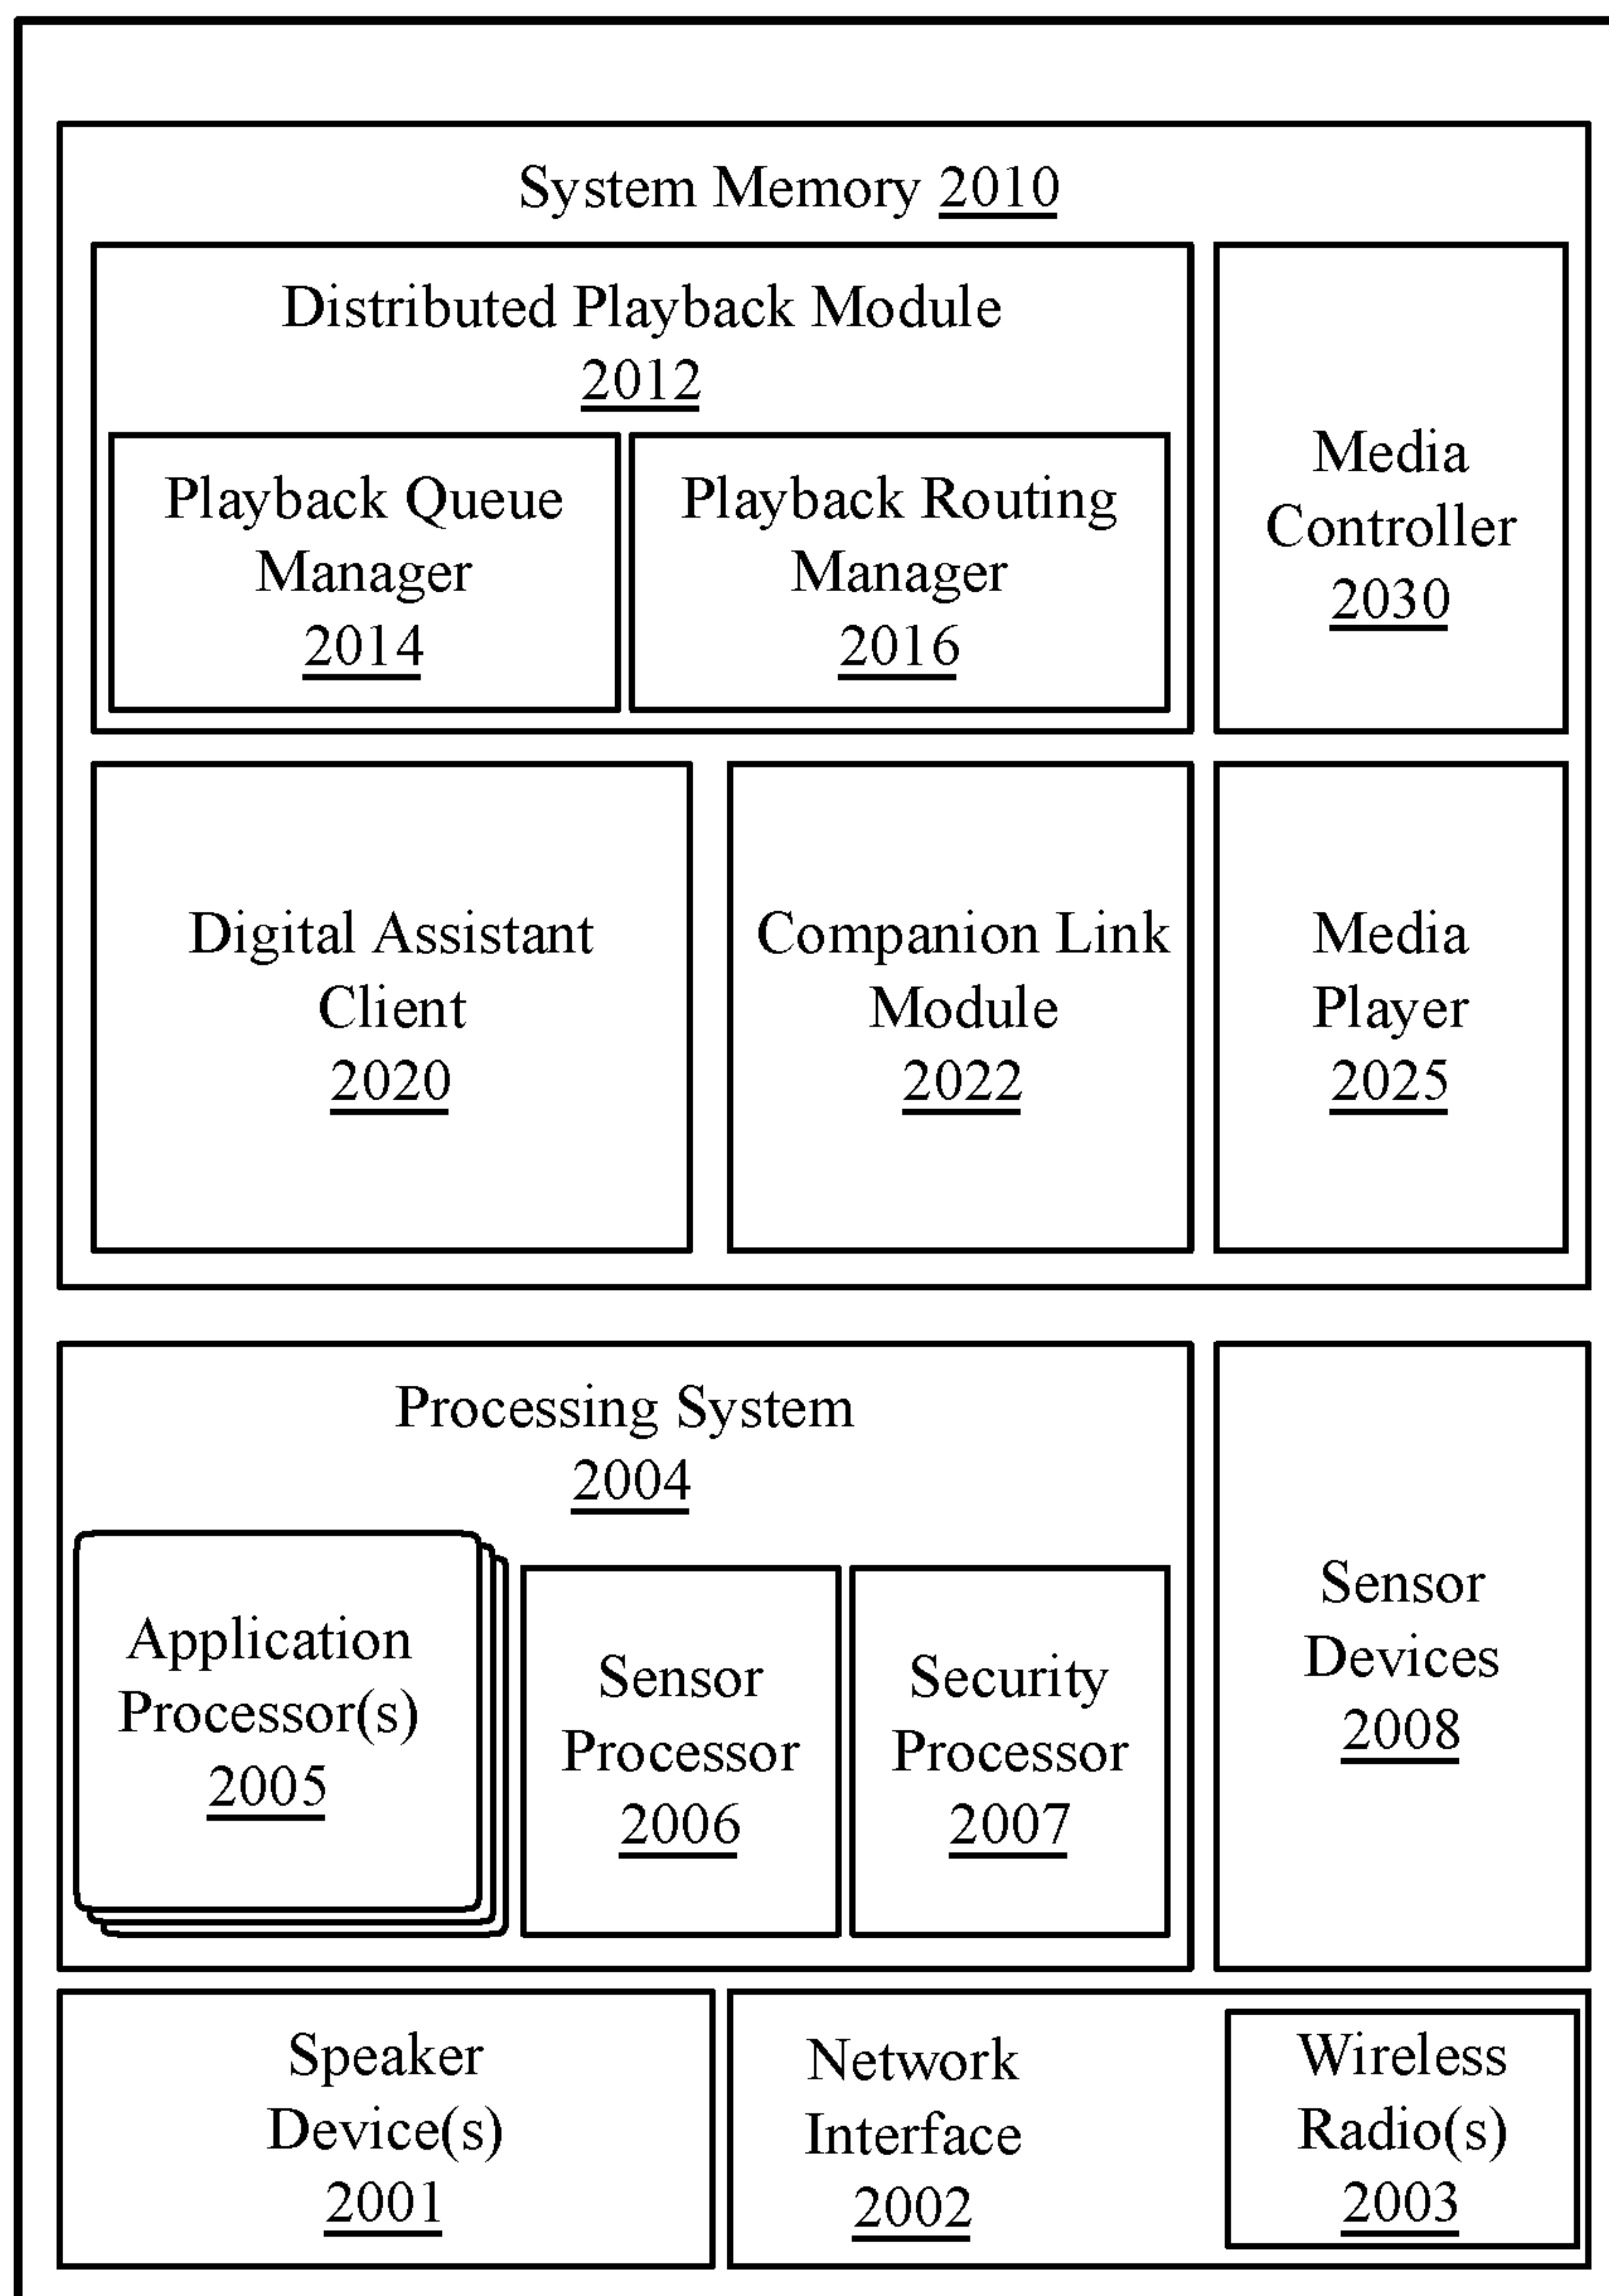 System Memory 2010
Distributed Playback Module
2012
Playback Queue
Manager
2014
Playback Routing
Manager
2016
Media
Controller
2030
Digital Assistant
Client
2020
Companion Link
Module
2022
Media
Player
2025
Processing System
2004
Application
Processor(s)
2005
Sensor
Processor
2006
Security
Processor
2007
Sensor
Devices
2008
Speaker
Device(s)
2001
Network
Interface
2002
Wireless
Radio(s)
2003